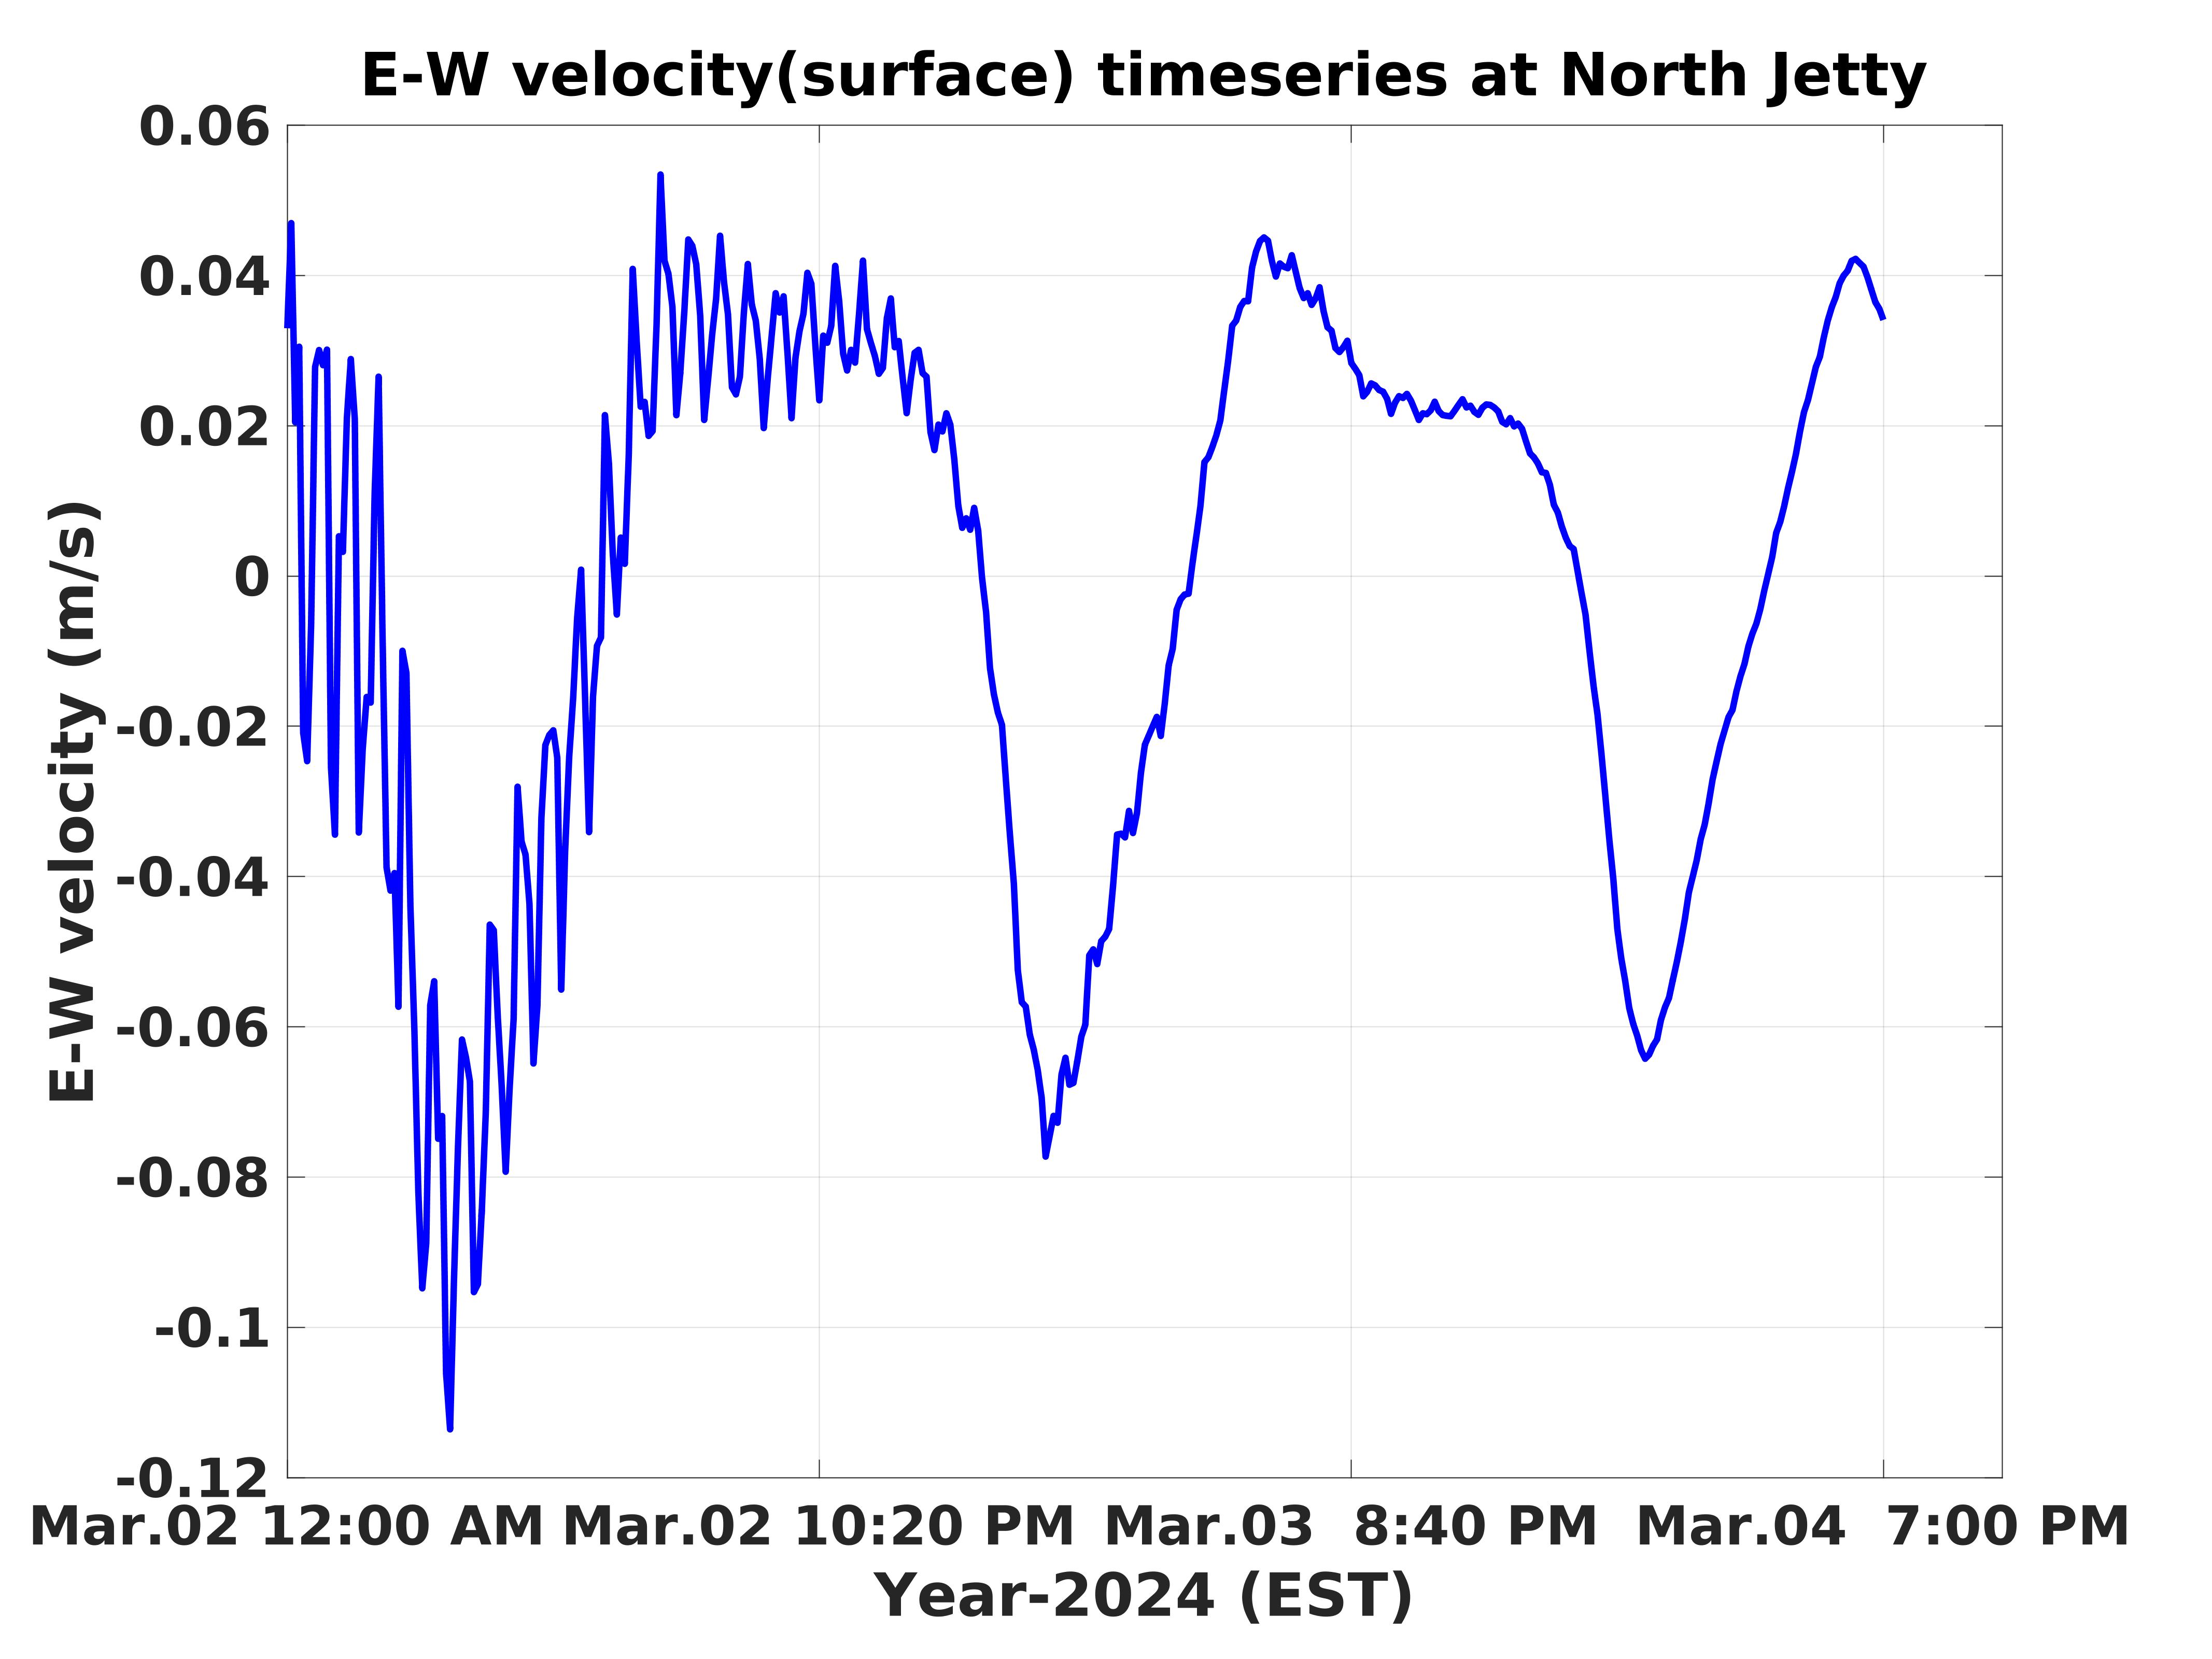 E-W velocity(surface) timeseries at North Jetty
0.06
0.04
0.02
0
-0.02
-0.04
-0.06
-0.08
-0.1
-0.12
E-W velocity (m/s)
Mar.02 12:00 AM Mar.02 10:20 PM Mar.03 8:40 PM Mar.04 7:00 PM
Year-2024 (EST)